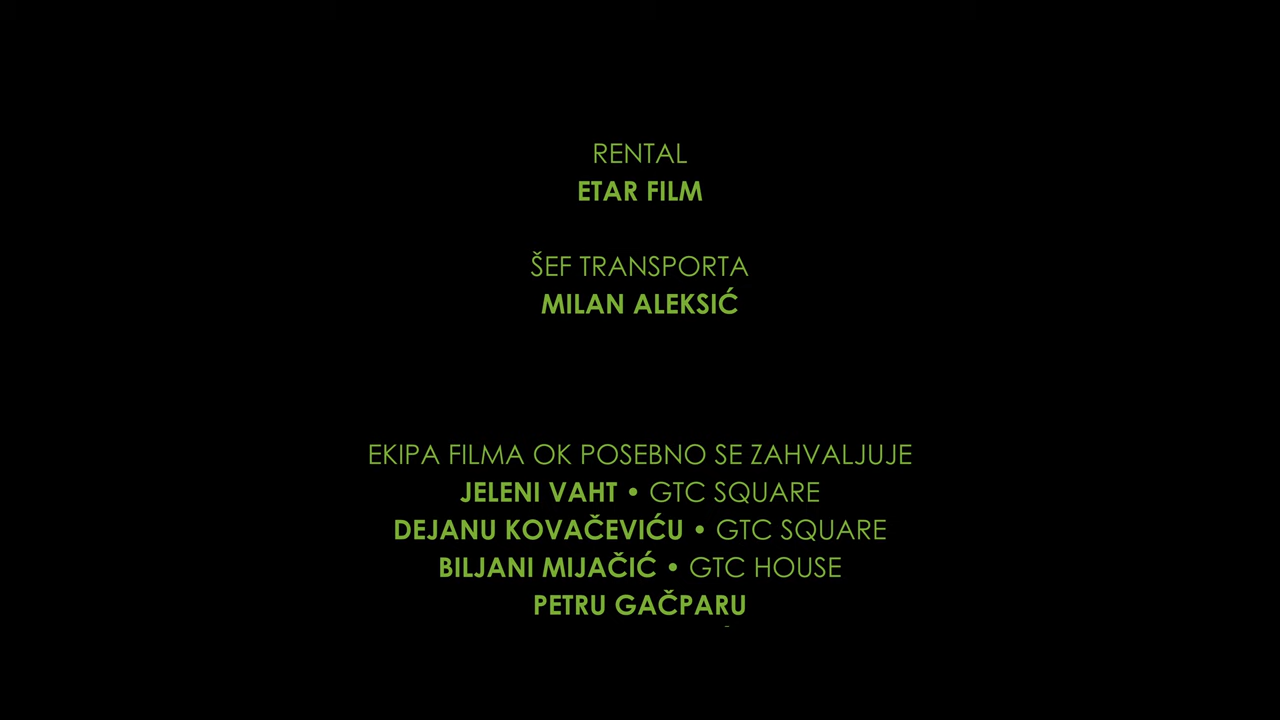 RENTAL
ETAR FILM
ŠEF TRANSPORTA
MILAN ALEKSIĆ
EKIPA FILMA OK POSEBNO SE ZAHVALJUJE
JELENI VAHT • GTC SQUARE
DEJANU KOVAČEVIĆU • GTC SQUARE
BILJANI MIJAČIĆ • GTC HOUSE
PETRU GAČPARU